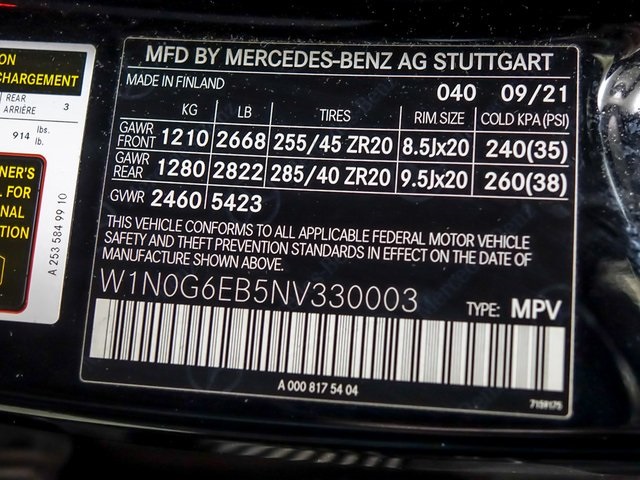 ON
CHARGEMENT
REAR
ARRIÈRE 3
914 lbs.
lb.
NER'S
L FOR
ONAL
ATION
A 253 584 99 10
MFD BY MERCEDES-BENZ AG STUTTGART
MADE IN FINLAND 040 09/21
KG LB TIRES RIM SIZE COLD KPA(PSI)
GAWR FRONT 1210 2668 255/45 ZR20 8.5Jx20 240(35)
GAWR REAR 1280 2822 285/40 ZR20 9.5Jx20 260(38)
GVWR 2460 5423
THIS VEHICLE CONFORMS TO ALL APPLICABLE FEDERAL MOTOR VEHICLE
SAFETY AND THEFT PREVENTION STANDARDS IN EFFECT ON THE DATE OF
MANUFACTURE SHOWN ABOVE.
W1N0G6EB5NV330003 TYPE: MPV
A 000 817 54 04